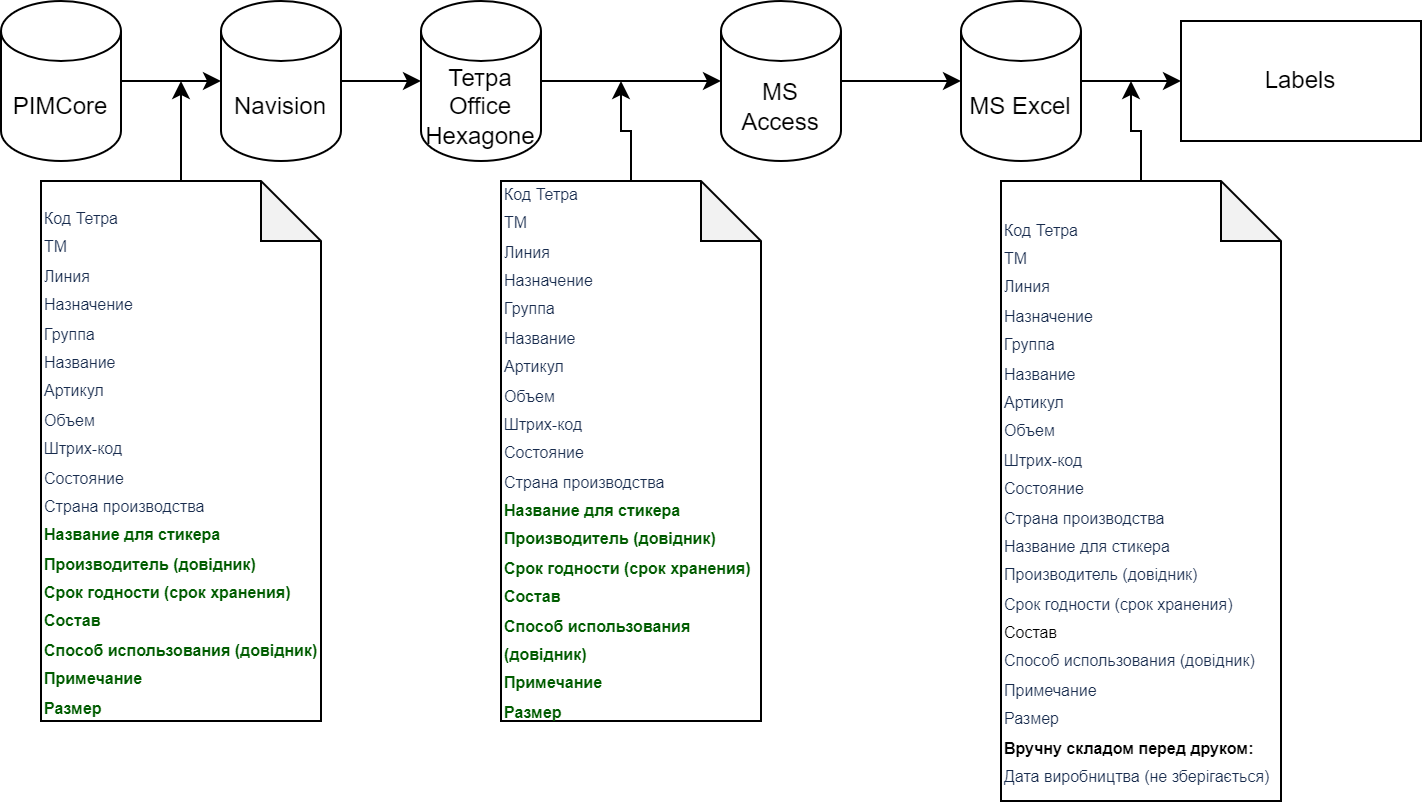 PIMCore
Navision
Тетра
Office
Hexagone
MS
Access
MS Excel
Labels
Код Тетра
ТМ
Линия
Назначение
Группа
Название
Артикул
Объем
Штрих-код
Состояние
Страна производства
Название для стикера
Производитель (довідник)
Срок годности (срок хранения)
Состав
Способ использования (довідник)
Примечание
Размер
Код Тетра
ТМ
Линия
Назначение
Группа
Название
Артикул
Объем
Штрих-код
Состояние
Страна производства
Название для стикера
Производитель (довідник)
Срок годности (срок хранения)
Состав
Способ использования
(довідник)
Примечание
Размер
Код Тетра
ТМ
Линия
Назначение
Группа
Название
Артикул
Объем
Штрих-код
Состояние
Страна производства
Название для стикера
Производитель (довідник)
Срок годности (срок хранения)
Состав
Способ использования (довідник)
Примечание
Размер
Вручну складом перед друком:
Дата виробництва (не зберігається)